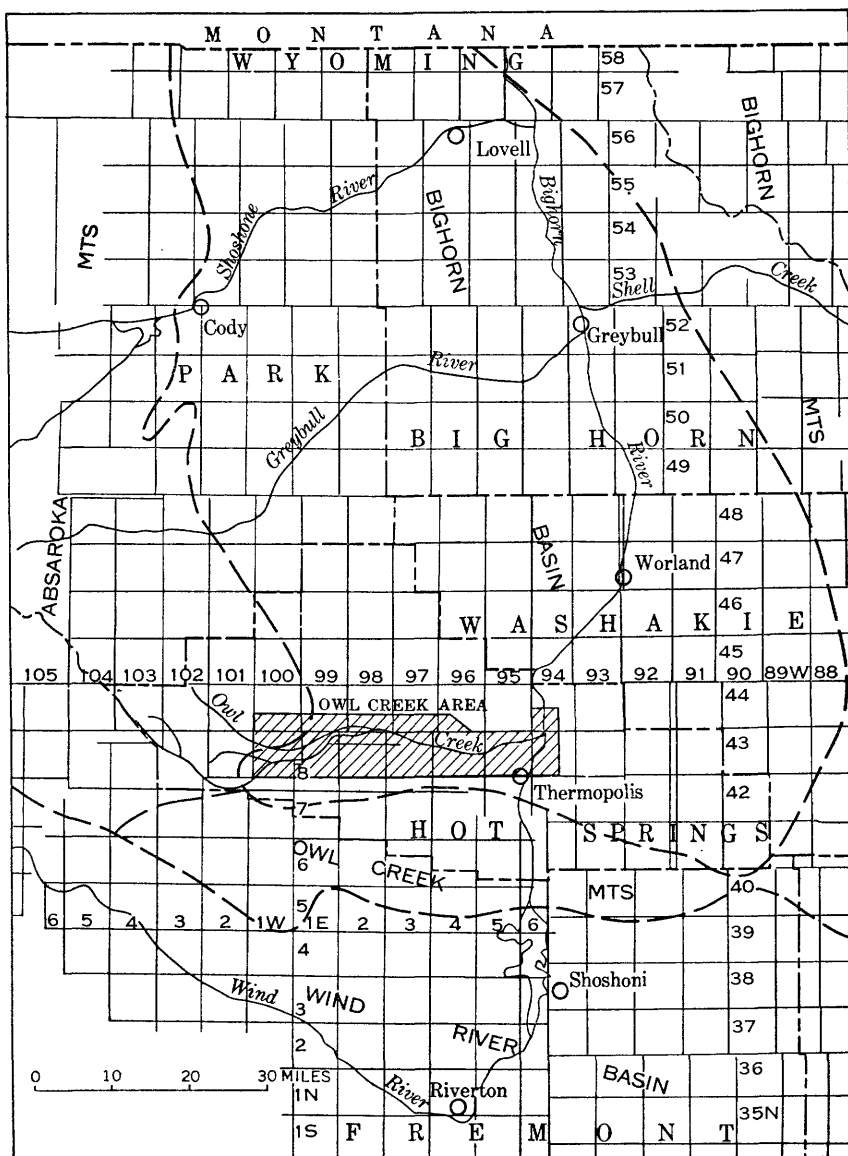 MONTANA
WYOMING
58
57
56
Lovell
BIGHORN
Shoshone River
55
Bighorn
BIGHORN
54
MTS
53
Shell Creek
Cody
52
Greybull
River
51
PARK
50
MTS
Greybull
BIG HORN
River
49
48
ABSAROKA
BASIN
47
Worland
46
WASHAKIE
45
105 104 103 102 101 100 99 98 97 96 95 94 93 92 91 90 89W 88
44
OWL CREEK AREA
Owl
Creek
43
8
Thermopolis
42
7
HOT SPRINGS
OWL
6
CREEK
MTS
40
5
6 5 4 3 2 1W 1E 2 3 4 5 6
39
4
38
Shoshoni
Wind
WIND
3
37
2
RIVER
BASIN
36
0 10 20 30 MILES
1N
River
Riverton
35N
1S
FREMONT